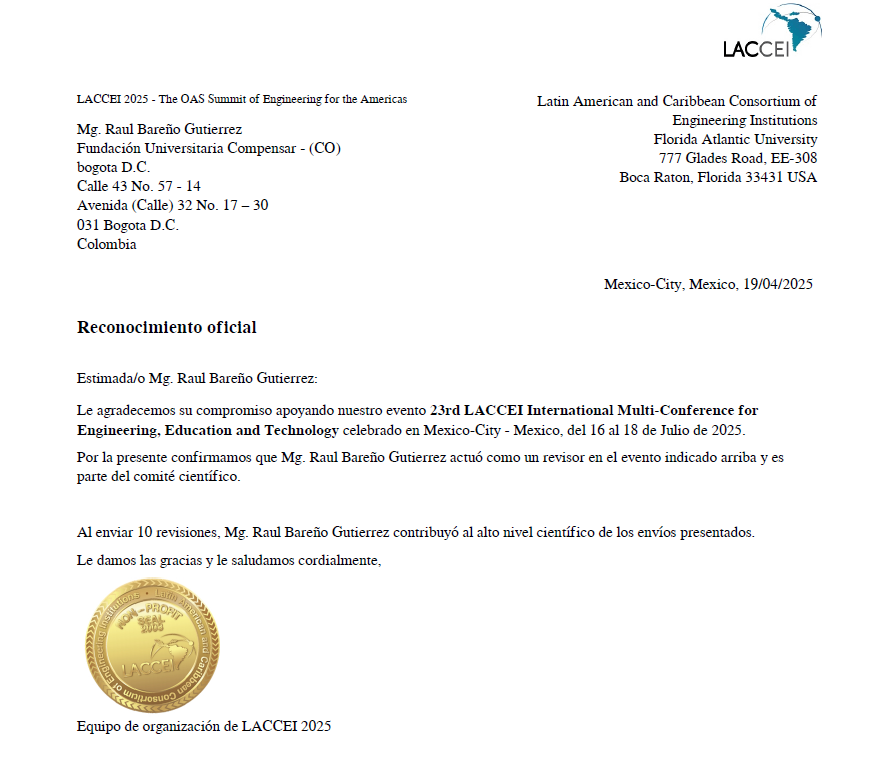 LACCEI
LACCEI 2025 - The OAS Summit of Engineering for the Americas
Mg. Raul Bareño Gutierrez
Fundación Universitaria Compensar - (CO)
bogota D.C.
Calle 43 No. 57 - 14
Avenida (Calle) 32 No. 17 – 30
031 Bogota D.C.
Colombia
Latin American and Caribbean Consortium of
Engineering Institutions
Florida Atlantic University
777 Glades Road, EE-308
Boca Raton, Florida 33431 USA
Mexico-City, Mexico, 19/04/2025
Reconocimiento oficial
Estimada/o Mg. Raul Bareño Gutierrez:
Le agradecemos su compromiso apoyando nuestro evento 23rd LACCEI International Multi-Conference for
Engineering, Education and Technology celebrado en Mexico-City - Mexico, del 16 al 18 de Julio de 2025.
Por la presente confirmamos que Mg. Raul Bareño Gutierrez actuó como un revisor en el evento indicado arriba y es
parte del comité científico.
Al enviar 10 revisiones, Mg. Raul Bareño Gutierrez contribuyó al alto nivel científico de los envíos presentados.
Le damos las gracias y le saludamos cordialmente,
Latin American and Caribbean Consortium of Engineering Institutions •
NON-PROFIT
SEAL
2003
LACCEI
Equipo de organización de LACCEI 2025